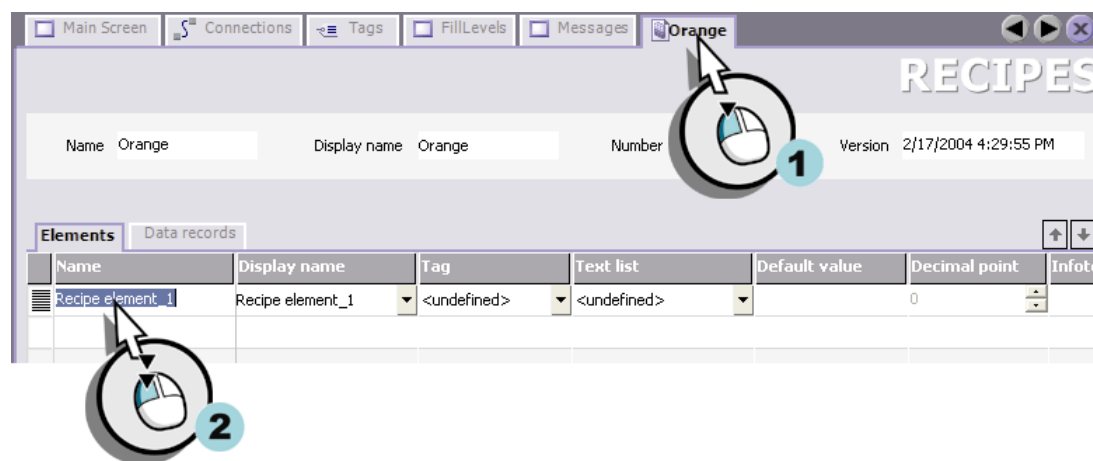 Main Screen Connections Tags FillLevels Messages Orange
RECIPES
Name Orange Display name Orange Number Version 2/17/2004 4:29:55 PM
1
Elements Data records
Name Display name Tag Text list Default value Decimal point Infot
Recipe element_1 Recipe element_1 <undefined> <undefined> 0
2